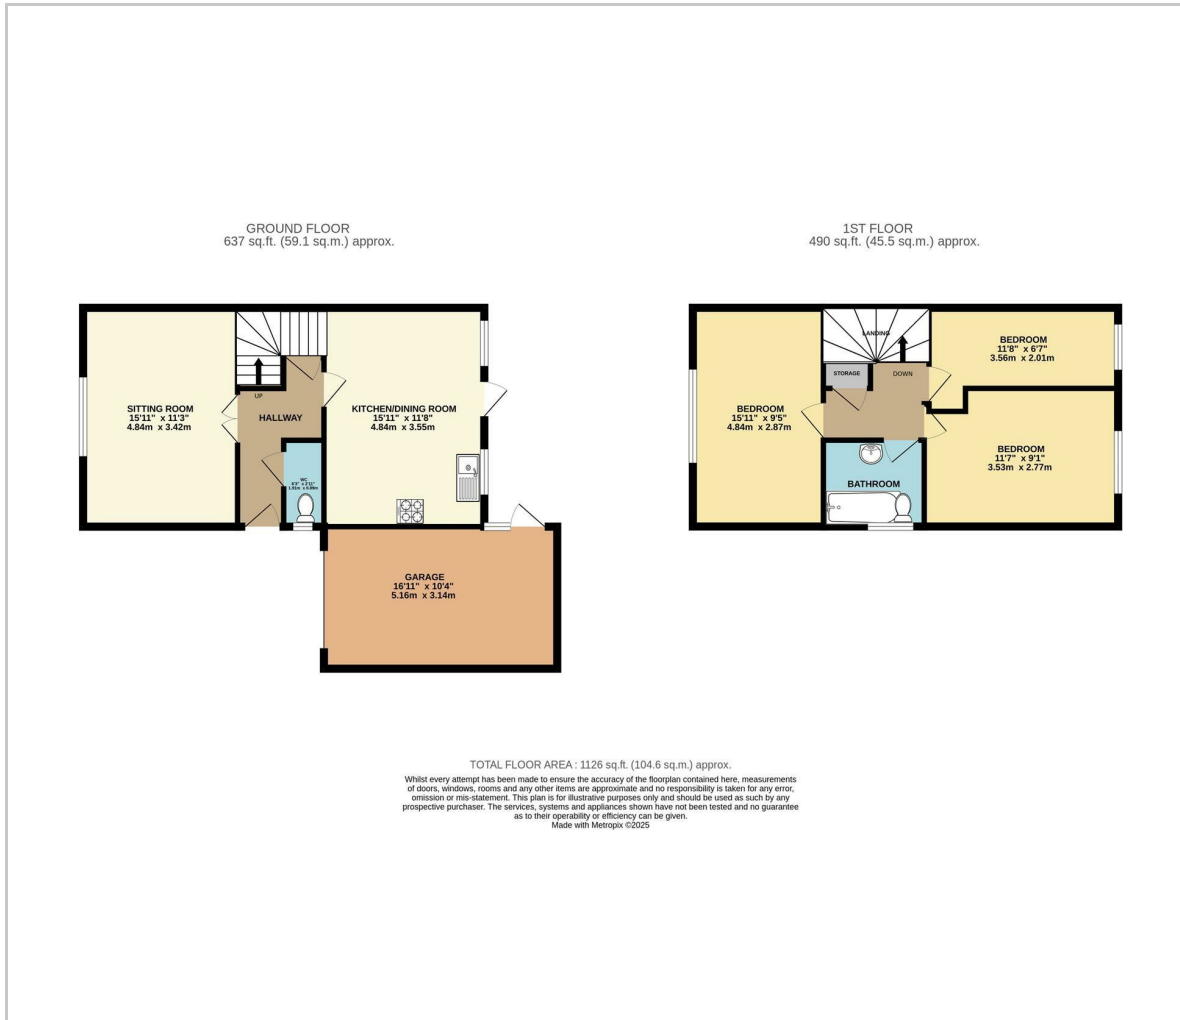 GROUND FLOOR
637 sq.ft. (59.1 sq.m.) approx.
SITTING ROOM
15'11" x 11'3"
4.84m x 3.42m
UP
HALLWAY
WC
6'3" x 2'11"
1.91m x 0.89m
KITCHEN/DINING ROOM
15'11" x 11'8"
4.84m x 3.55m
GARAGE
16'11" x 10'4"
5.16m x 3.14m
1ST FLOOR
490 sq.ft. (45.5 sq.m.) approx.
LANDING
STORAGE
DOWN
BEDROOM
15'11" x 9'5"
4.84m x 2.87m
BEDROOM
11'8" x 6'7"
3.56m x 2.01m
BEDROOM
11'7" x 9'1"
3.53m x 2.77m
BATHROOM
TOTAL FLOOR AREA : 1126 sq.ft. (104.6 sq.m.) approx.
Whilst every attempt has been made to ensure the accuracy of the floorplan contained here, measurements
of doors, windows, rooms and any other items are approximate and no responsibility is taken for any error,
omission or mis-statement. This plan is for illustrative purposes only and should be used as such by any
prospective purchaser. The services, systems and appliances shown have not been tested and no guarantee
as to their operability or efficiency can be given.
Made with Metropix ©2025